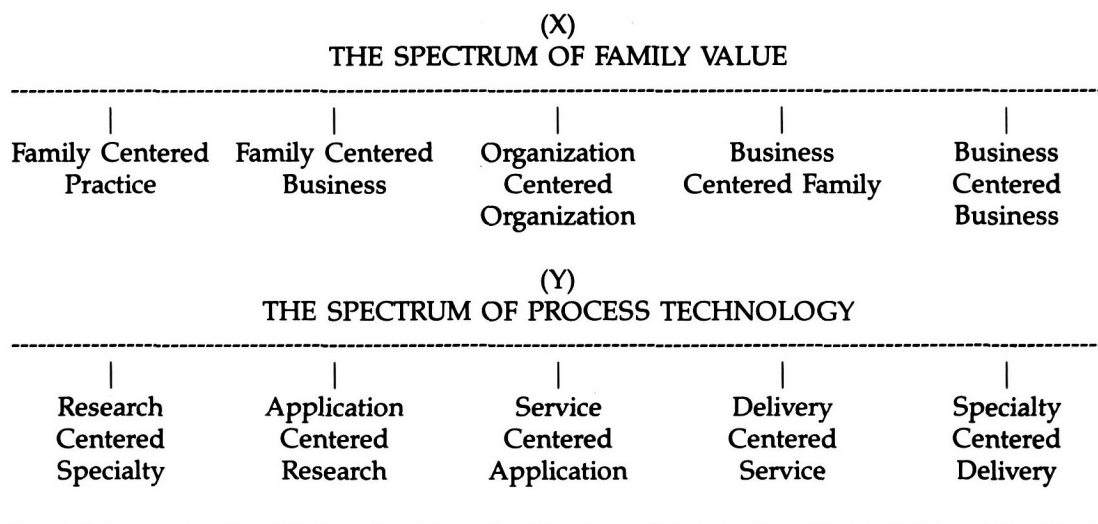 (X)
THE SPECTRUM OF FAMILY VALUE
Family Centered Family Centered Organization Business Business
Practice Business Centered Centered Family Centered
Organization Business
(Y)
THE SPECTRUM OF PROCESS TECHNOLOGY
Research Application Service Delivery Specialty
Centered Centered Centered Centered Centered
Specialty Research Application Service Delivery